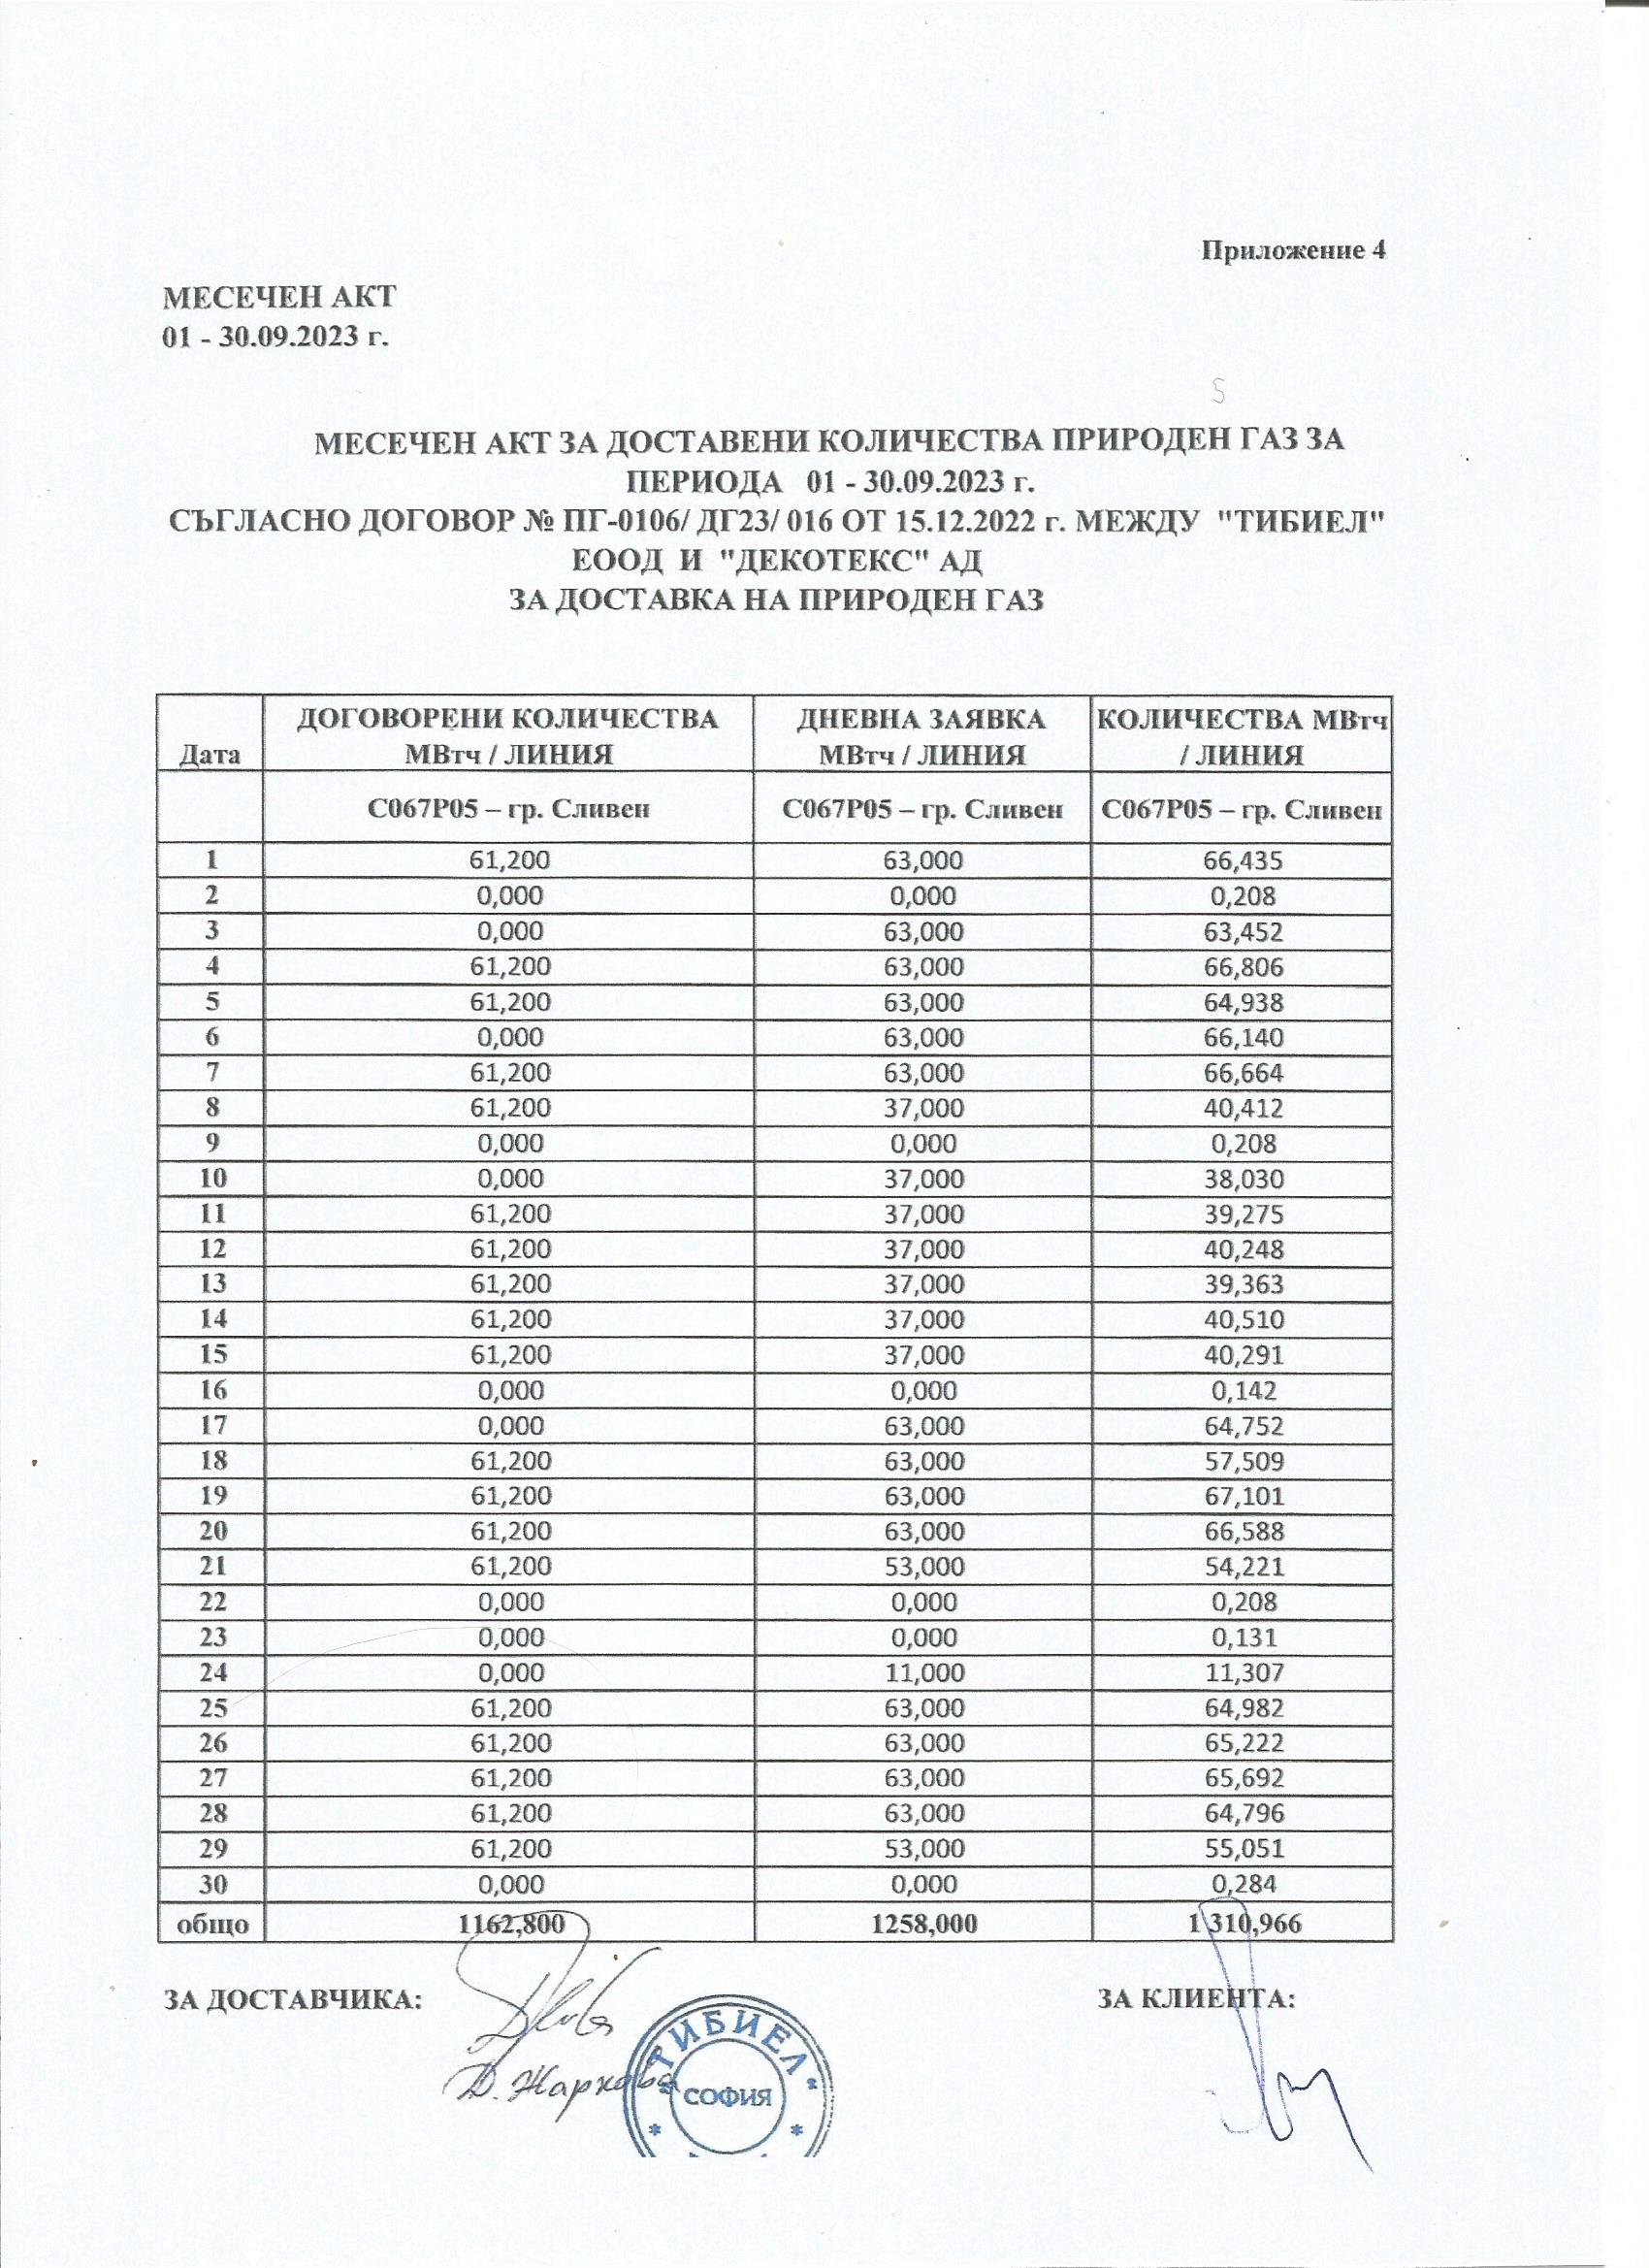 Приложение 4
МЕСЕЧЕН АКТ
01 - 30.09.2023 г.
5
МЕСЕЧЕН АКТ ЗА ДОСТАВЕНИ КОЛИЧЕСТВА ПРИРОДЕН ГАЗ ЗА
ПЕРИОДА 01 - 30.09.2023 г.
СЪГЛАСНО ДОГОВОР № ПГ-0106/ ДГ23/ 016 ОТ 15.12.2022 г. МЕЖДУ "ТИБИЕЛ"
ЕООД И "ДЕКОТЕКС" АД
ЗА ДОСТАВКА НА ПРИРОДЕН ГАЗ
Дата ДОГОВОРЕНИ КОЛИЧЕСТВА МВтч / ЛИНИЯ ДНЕВНА ЗАЯВКА МВтч / ЛИНИЯ КОЛИЧЕСТВА МВтч / ЛИНИЯ
С067Р05 – гр. Сливен С067Р05 – гр. Сливен С067Р05 – гр. Сливен
1 61,200 63,000 66,435
2 0,000 0,000 0,208
3 0,000 63,000 63,452
4 61,200 63,000 66,806
5 61,200 63,000 64,938
6 0,000 63,000 66,140
7 61,200 63,000 66,664
8 61,200 37,000 40,412
9 0,000 0,000 0,208
10 0,000 37,000 38,030
11 61,200 37,000 39,275
12 61,200 37,000 40,248
13 61,200 37,000 39,363
14 61,200 37,000 40,510
15 61,200 37,000 40,291
16 0,000 0,000 0,142
17 0,000 63,000 64,752
18 61,200 63,000 57,509
19 61,200 63,000 67,101
20 61,200 63,000 66,588
21 61,200 53,000 54,221
22 0,000 0,000 0,208
23 0,000 0,000 0,131
24 0,000 11,000 11,307
25 61,200 63,000 64,982
26 61,200 63,000 65,222
27 61,200 63,000 65,692
28 61,200 63,000 64,796
29 61,200 53,000 55,051
30 0,000 0,000 0,284
общо 1162,800 1258,000 1 310,966
ЗА ДОСТАВЧИКА: ЗА КЛИЕНТА:
Д. Жаркова
"ТИБИЕЛ"
СОФИЯ